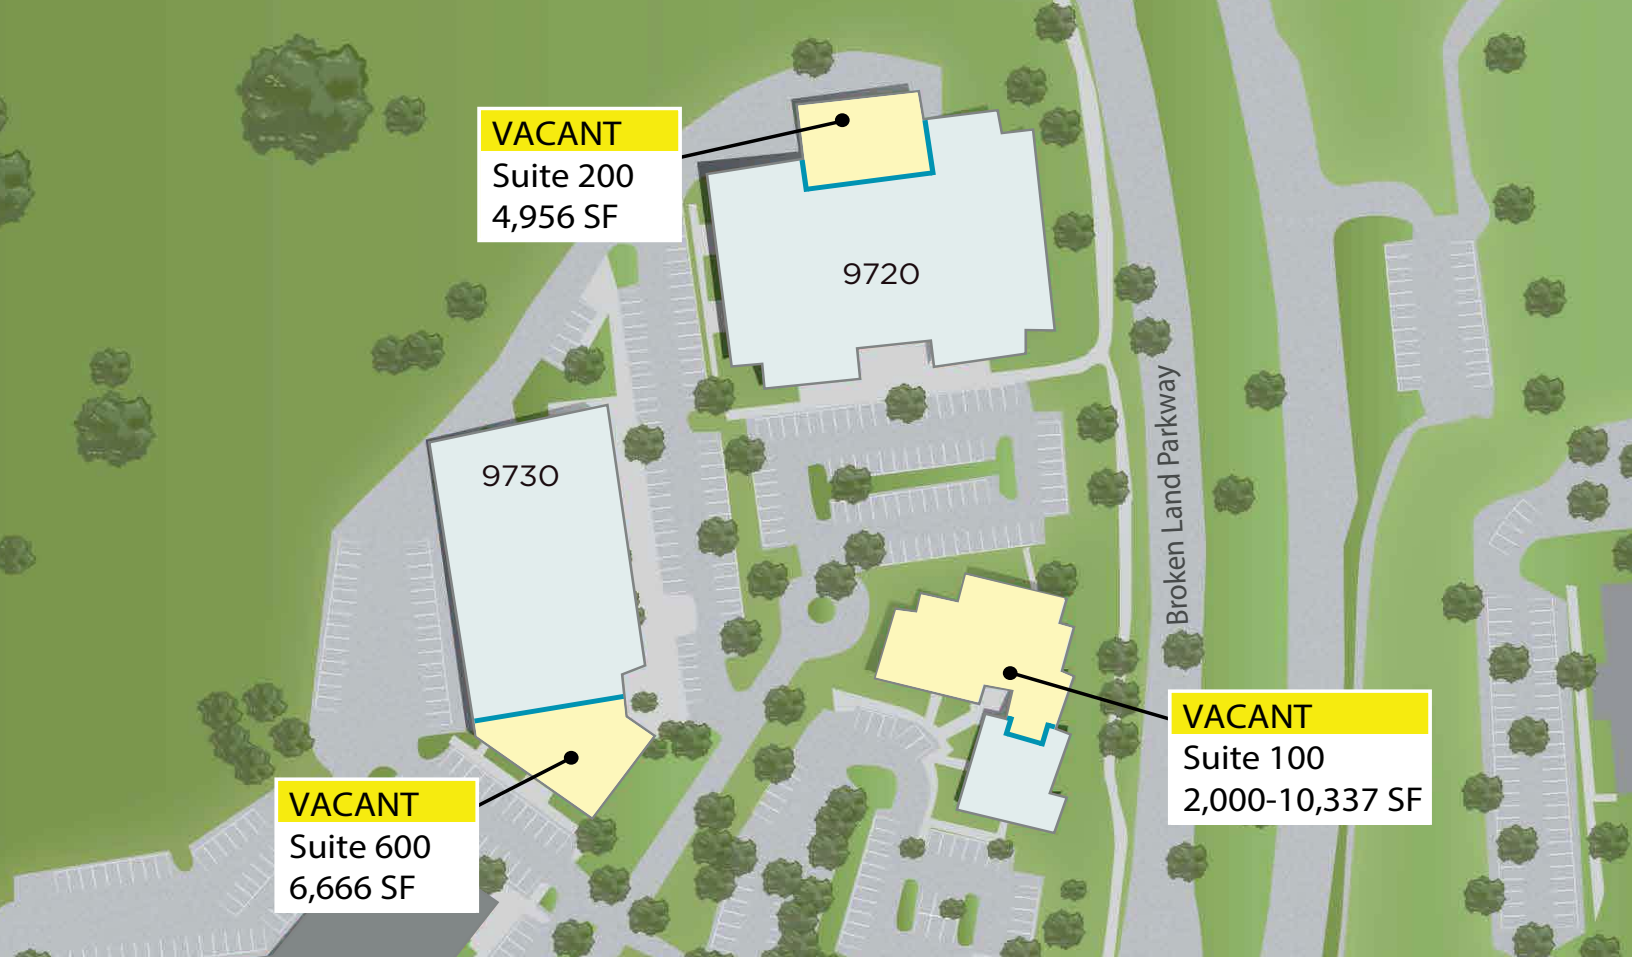 VACANT
Suite 200
4,956 SF
9720
9730
Broken Land Parkway
VACANT
Suite 100
2,000-10,337 SF
VACANT
Suite 600
6,666 SF